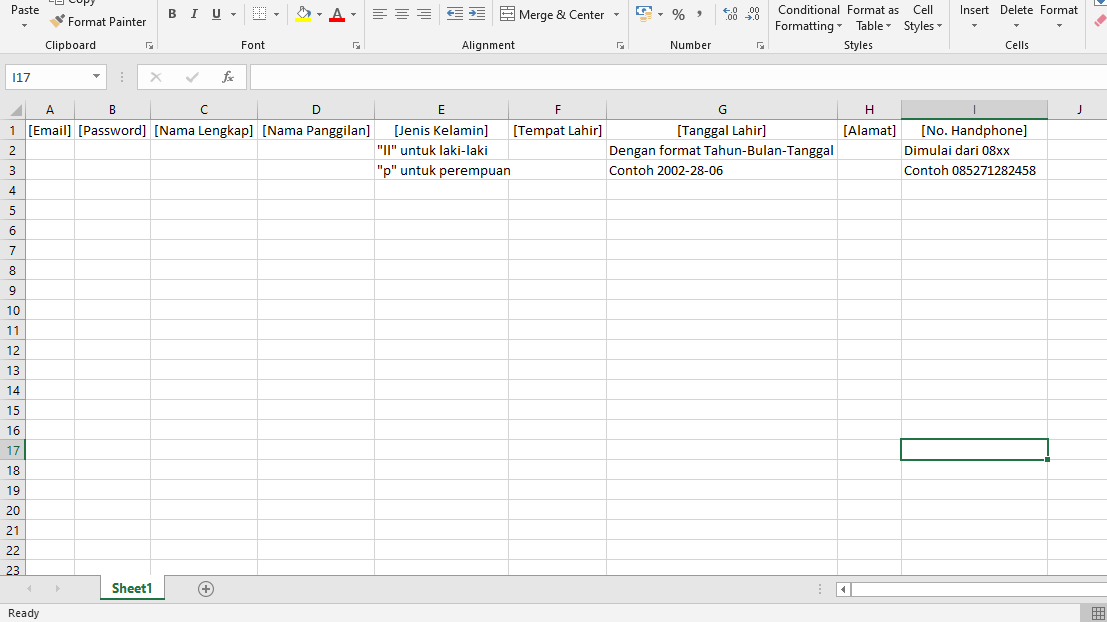 Copy
Paste
Format Painter
Clipboard
B I U
A
Font
Alignment
Merge & Center
% ,
.00
.00
Number
Conditional Formatting
Format as Table
Cell Styles
Styles
Insert Delete Format
Cells
I17
fx
A B C D E F G H I J
1 [Email] [Password] [Nama Lengkap] [Nama Panggilan] [Jenis Kelamin] [Tempat Lahir] [Tanggal Lahir] [Alamat] [No. Handphone]
2 "ll" untuk laki-laki Dengan format Tahun-Bulan-Tanggal Dimulai dari 08xx
3 "p" untuk perempuan Contoh 2002-28-06 Contoh 085271282458
4
5
6
7
8
9
10
11
12
13
14
15
16
17
18
19
20
21
22
23
Sheet1
Ready